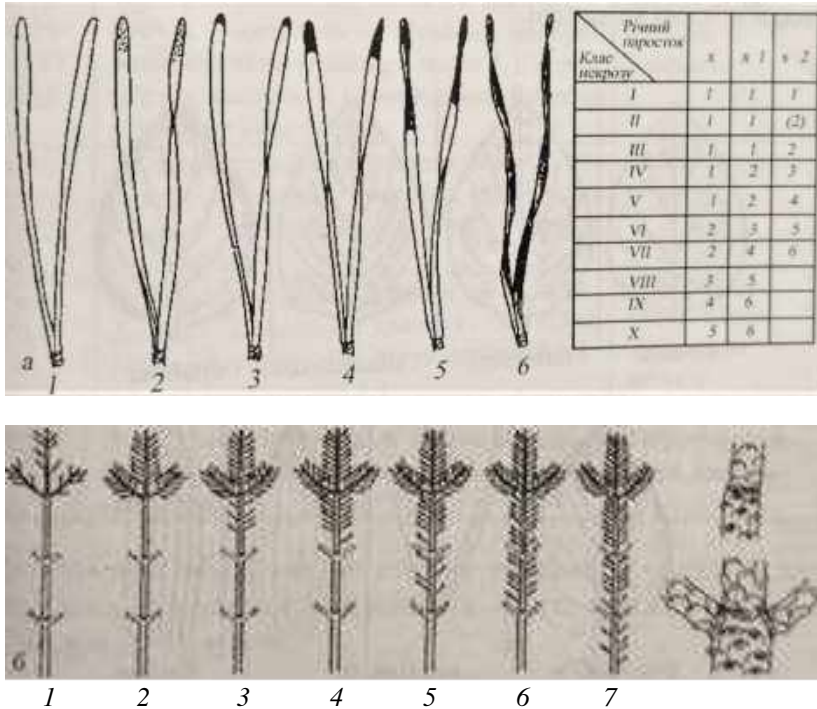 Річний
паросток
Клас
некрозу
x x 1 s 2
I 1 1 1
II 1 1 (2)
III 1 1 2
IV 1 2 3
V 1 2 4
VI 2 3 5
VII 2 4 6
VIII 3 5
IX 4 6
X 5 6
а
1 2 3 4 5 6
б
1 2 3 4 5 6 7